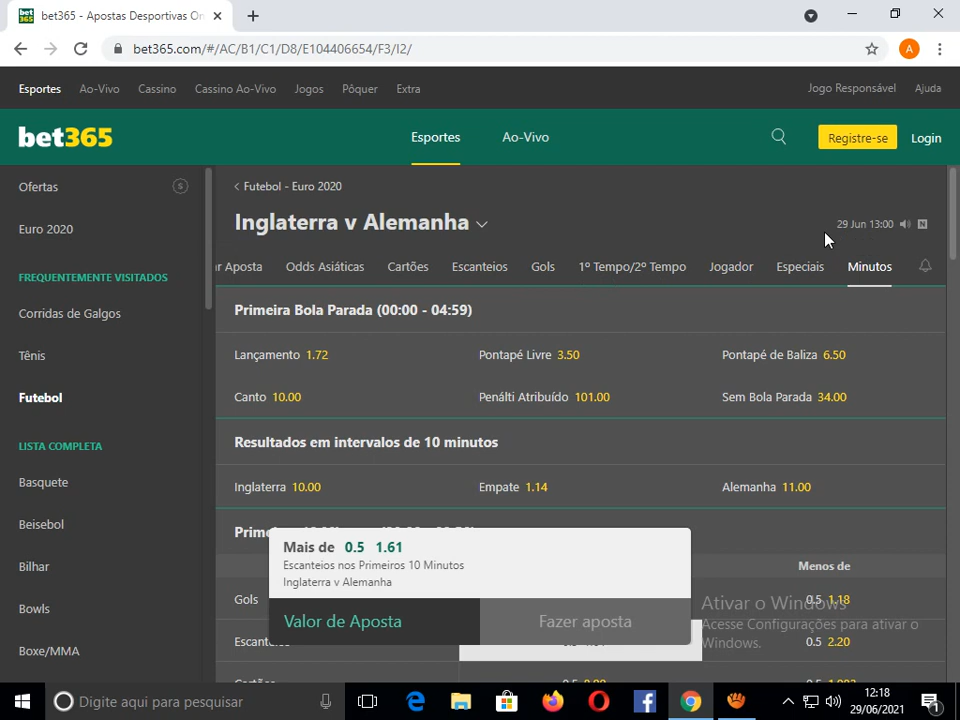 bet365 - Apostas Desportivas On
bet365.com/#/AC/B1/C1/D8/E104406654/F3/I2/
A
Esportes Ao-Vivo Cassino Cassino Ao-Vivo Jogos Pôquer Extra Jogo Responsável Ajuda
bet365 Esportes Ao-Vivo Registre-se Login
Ofertas 5
Euro 2020
FREQUENTEMENTE VISITADOS
Corridas de Galgos
Tênis
Futebol
LISTA COMPLETA
Basquete
Beisebol
Bilhar
Bowls
Boxe/MMA
Futebol - Euro 2020
Inglaterra v Alemanha
29 Jun 13:00 N
r Aposta Odds Asiáticas Cartões Escanteios Gols 1º Tempo/2º Tempo Jogador Especiais Minutos
Primeira Bola Parada (00:00 - 04:59)
Lançamento 1.72 Pontapé Livre 3.50 Pontapé de Baliza 6.50
Canto 10.00 Penálti Atribuído 101.00 Sem Bola Parada 34.00
Resultados em intervalos de 10 minutos
Inglaterra 10.00 Empate 1.14 Alemanha 11.00
Menos de
Gols 0.5 1.18
Escanteios 0.5 2.20
Mais de 0.5 1.61
Escanteios nos Primeiros 10 Minutos
Inglaterra v Alemanha
Valor de Aposta Fazer aposta
Ativar o Windows
Acesse Configurações para ativar o
Windows.
Digite aqui para pesquisar
12:18
29/06/2021
1